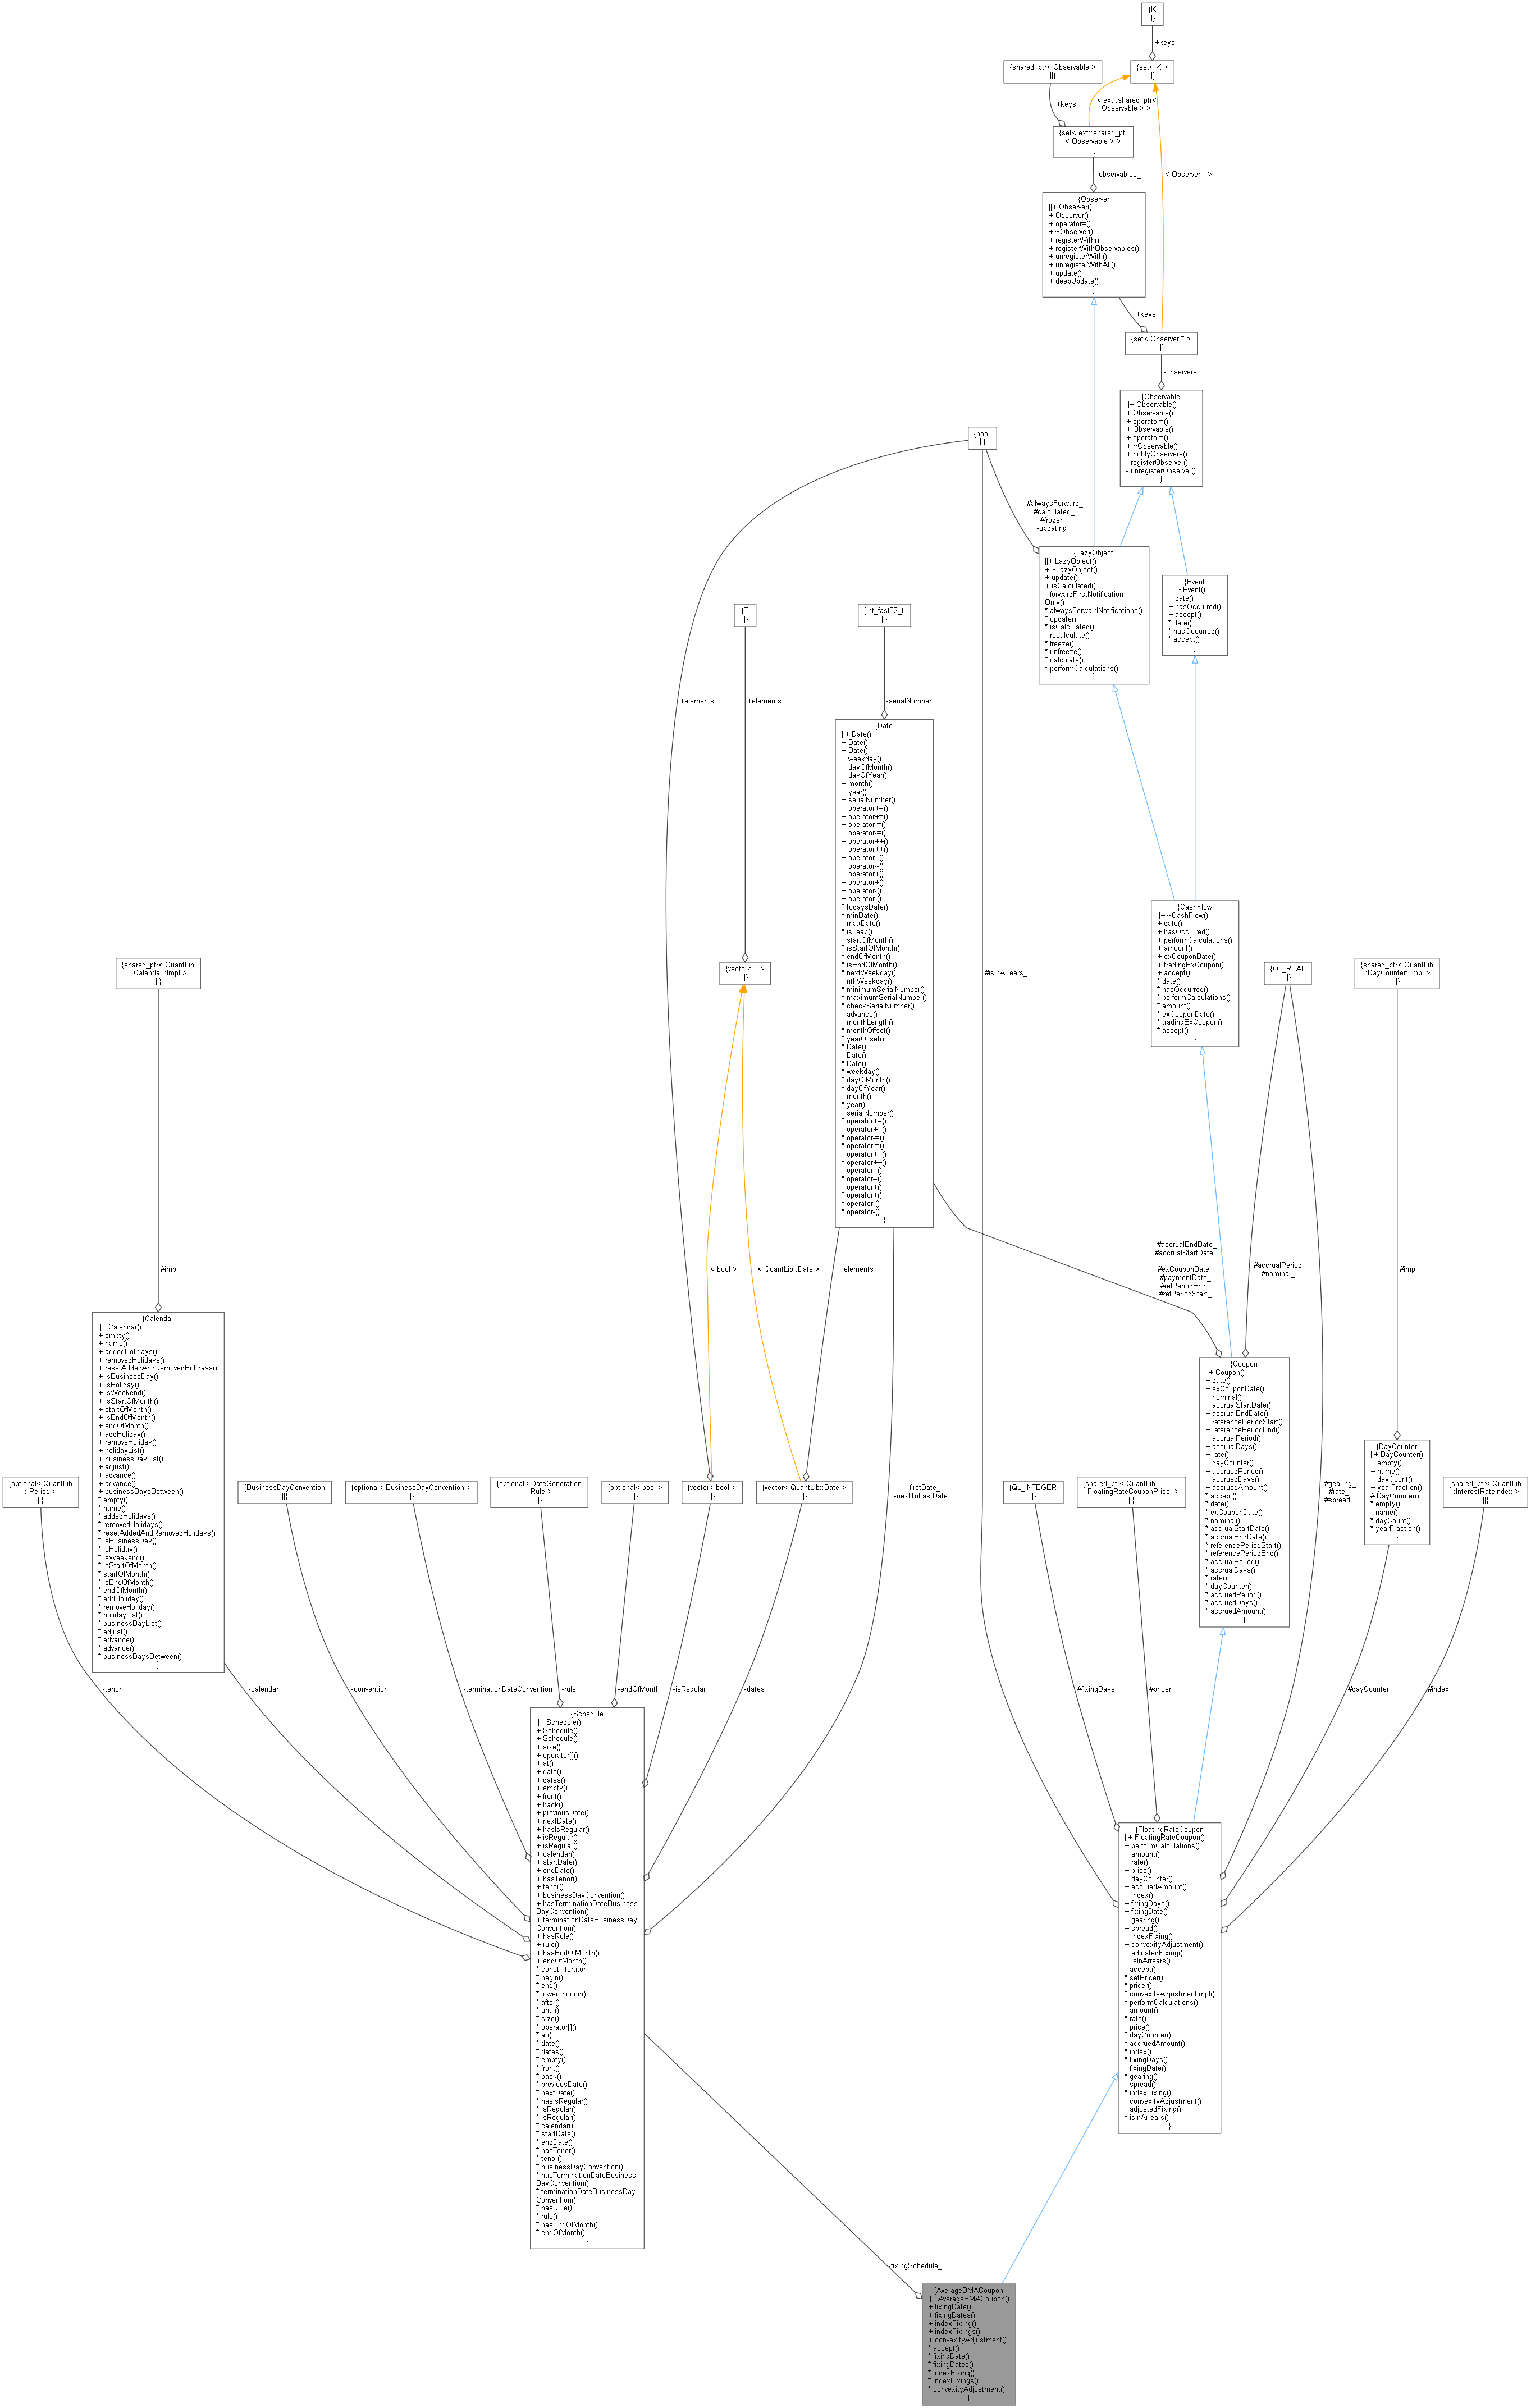 {K
||}
+keys
{shared_ptr< Observable >
||}
{set< K >
||}
+keys
< ext::shared_ptr<
Observable > >
{set< ext::shared_ptr
< Observable > >
||}
-observables_
< Observer * >
{Observer
||+ Observer()
+ Observer()
+ operator=()
+ ~Observer()
+ registerWith()
+ registerWithObservables()
+ unregisterWith()
+ unregisterWithAll()
+ update()
+ deepUpdate()
}
+keys
{set< Observer * >
||}
-observers_
{Observable
||+ Observable()
+ Observable()
+ operator=()
+ Observable()
+ operator=()
+ ~Observable()
+ notifyObservers()
- registerObserver()
- unregisterObserver()
}
{bool
||}
#alwaysForward_
#calculated_
#frozen_
-updating_
{LazyObject
||+ LazyObject()
+ ~LazyObject()
+ update()
+ isCalculated()
* forwardFirstNotification
Only()
* alwaysForwardNotifications()
* update()
* isCalculated()
* recalculate()
* freeze()
* unfreeze()
* calculate()
* performCalculations()
}
{Event
||+ ~Event()
+ date()
+ hasOccurred()
+ accept()
* date()
* hasOccurred()
* accept()
}
{T
||}
{int_fast32_t
||}
+elements
+elements
-serialNumber_
{Date
||+ Date()
+ Date()
+ Date()
+ weekday()
+ dayOfMonth()
+ dayOfYear()
+ month()
+ year()
+ serialNumber()
+ operator+=()
+ operator+=()
+ operator-=()
+ operator-=()
+ operator++()
+ operator++()
+ operator--()
+ operator--()
+ operator+()
+ operator+()
+ operator-()
+ operator-()
* todaysDate()
* minDate()
* maxDate()
* isLeap()
* startOfMonth()
* isStartOfMonth()
* endOfMonth()
* isEndOfMonth()
* nextWeekday()
* nthWeekday()
* minimumSerialNumber()
* maximumSerialNumber()
* checkSerialNumber()
* advance()
* monthLength()
* monthOffset()
* yearOffset()
* Date()
* Date()
* Date()
* weekday()
* dayOfMonth()
* dayOfYear()
* month()
* year()
* serialNumber()
* operator+=()
* operator+=()
* operator-=()
* operator-=()
* operator++()
* operator++()
* operator--()
* operator--()
* operator+()
* operator+()
* operator-()
* operator-()
}
{CashFlow
||+ ~CashFlow()
+ date()
+ hasOccurred()
+ performCalculations()
+ amount()
+ exCouponDate()
+ tradingExCoupon()
+ accept()
* date()
* hasOccurred()
* performCalculations()
* amount()
* exCouponDate()
* tradingExCoupon()
* accept()
}
{shared_ptr< QuantLib
::Calendar::Impl >
||}
{vector< T >
||}
#isInArrears_
{QL_REAL
||}
{shared_ptr< QuantLib
::DayCounter::Impl >
||}
#impl_
< bool >
< QuantLib::Date >
+elements
#accrualEndDate_
#accrualStartDate
_
#exCouponDate_
#paymentDate_
#refPeriodEnd_
#refPeriodStart_
#accrualPeriod_
#nominal_
#impl_
{Calendar
||+ Calendar()
+ empty()
+ name()
+ addedHolidays()
+ removedHolidays()
+ resetAddedAndRemovedHolidays()
+ isBusinessDay()
+ isHoliday()
+ isWeekend()
+ isStartOfMonth()
+ startOfMonth()
+ isEndOfMonth()
+ endOfMonth()
+ addHoliday()
+ removeHoliday()
+ holidayList()
+ businessDayList()
+ adjust()
+ advance()
+ advance()
+ businessDaysBetween()
* empty()
* name()
* addedHolidays()
* removedHolidays()
* resetAddedAndRemovedHolidays()
* isBusinessDay()
* isHoliday()
* isWeekend()
* isStartOfMonth()
* startOfMonth()
* isEndOfMonth()
* endOfMonth()
* addHoliday()
* removeHoliday()
* holidayList()
* businessDayList()
* adjust()
* advance()
* advance()
* businessDaysBetween()
}
{Coupon
||+ Coupon()
+ date()
+ exCouponDate()
+ nominal()
+ accrualStartDate()
+ accrualEndDate()
+ referencePeriodStart()
+ referencePeriodEnd()
+ accrualPeriod()
+ accrualDays()
+ rate()
+ dayCounter()
+ accruedPeriod()
+ accruedDays()
+ accruedAmount()
* accept()
* date()
* exCouponDate()
* nominal()
* accrualStartDate()
* accrualEndDate()
* referencePeriodStart()
* referencePeriodEnd()
* accrualPeriod()
* accrualDays()
* rate()
* dayCounter()
* accruedPeriod()
* accruedDays()
* accruedAmount()
}
{DayCounter
||+ DayCounter()
+ empty()
+ name()
+ dayCount()
+ yearFraction()
# DayCounter()
* empty()
* name()
* dayCount()
* yearFraction()
}
{optional< QuantLib
::Period >
||}
{BusinessDayConvention
||}
{optional< BusinessDayConvention >
||}
{optional< DateGeneration
::Rule >
||}
{optional< bool >
||}
{vector< bool >
||}
{vector< QuantLib::Date >
||}
-firstDate_
-nextToLastDate_
{QL_INTEGER
||}
{shared_ptr< QuantLib
::FloatingRateCouponPricer >
||}
#gearing_
#rate_
#spread_
{shared_ptr< QuantLib
::InterestRateIndex >
||}
-tenor_
-calendar_
-convention_
-terminationDateConvention_
-rule_
-endOfMonth_
-isRegular_
-dates_
#fixingDays_
#pricer_
#dayCounter_
#index_
{Schedule
||+ Schedule()
+ Schedule()
+ Schedule()
+ size()
+ operator[]()
+ at()
+ date()
+ dates()
+ empty()
+ front()
+ back()
+ previousDate()
+ nextDate()
+ hasIsRegular()
+ isRegular()
+ isRegular()
+ calendar()
+ startDate()
+ endDate()
+ hasTenor()
+ tenor()
+ businessDayConvention()
+ hasTerminationDateBusiness
DayConvention()
+ terminationDateBusinessDay
Convention()
+ hasRule()
+ rule()
+ hasEndOfMonth()
+ endOfMonth()
* const_iterator
* begin()
* end()
* lower_bound()
* after()
* until()
* size()
* operator[]()
* at()
* date()
* dates()
* empty()
* front()
* back()
* previousDate()
* nextDate()
* hasIsRegular()
* isRegular()
* isRegular()
* calendar()
* startDate()
* endDate()
* hasTenor()
* tenor()
* businessDayConvention()
* hasTerminationDateBusiness
DayConvention()
* terminationDateBusinessDay
Convention()
* hasRule()
* rule()
* hasEndOfMonth()
* endOfMonth()
}
{FloatingRateCoupon
||+ FloatingRateCoupon()
+ performCalculations()
+ amount()
+ rate()
+ price()
+ dayCounter()
+ accruedAmount()
+ index()
+ fixingDays()
+ fixingDate()
+ gearing()
+ spread()
+ indexFixing()
+ convexityAdjustment()
+ adjustedFixing()
+ isInArrears()
* accept()
* setPricer()
* pricer()
* convexityAdjustmentImpl()
* performCalculations()
* amount()
* rate()
* price()
* dayCounter()
* accruedAmount()
* index()
* fixingDays()
* fixingDate()
* gearing()
* spread()
* indexFixing()
* convexityAdjustment()
* adjustedFixing()
* isInArrears()
}
-fixingSchedule_
{AverageBMACoupon
||+ AverageBMACoupon()
+ fixingDate()
+ fixingDates()
+ indexFixing()
+ indexFixings()
+ convexityAdjustment()
* accept()
* fixingDate()
* fixingDates()
* indexFixing()
* indexFixings()
* convexityAdjustment()
}